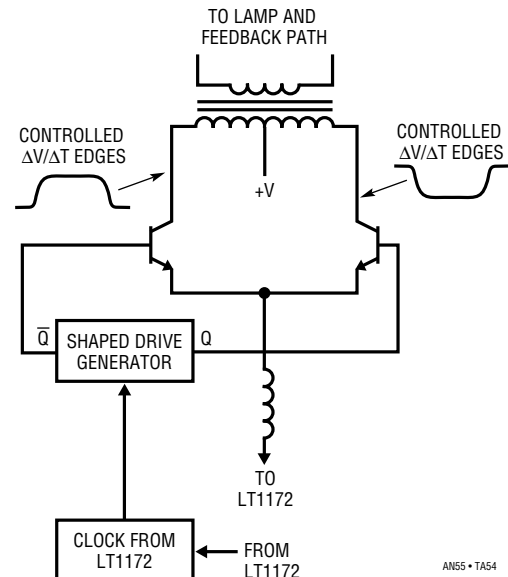 TO LAMP AND
FEEDBACK PATH
CONTROLLED
ΔV/ΔT EDGES
CONTROLLED
ΔV/ΔT EDGES
+V
Q̅
SHAPED DRIVE
GENERATOR
Q
TO
LT1172
CLOCK FROM
LT1172
FROM
LT1172
AN55 • TA54